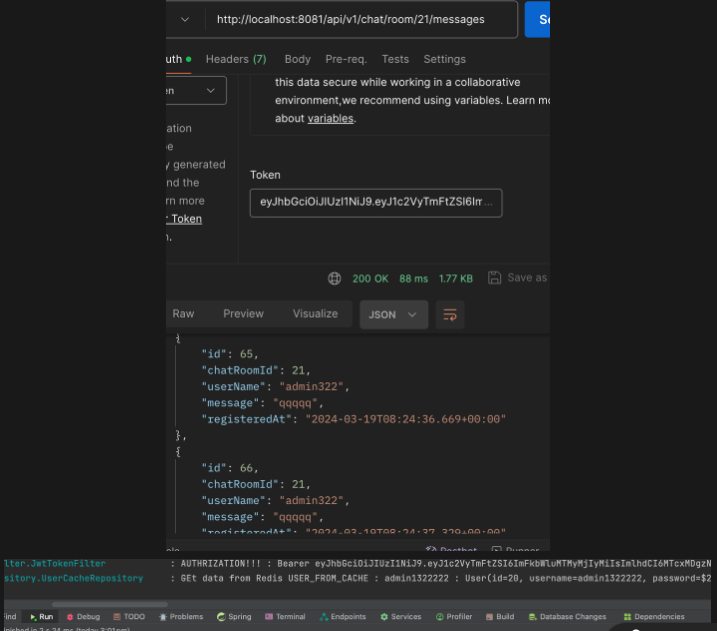 http://localhost:8081/api/v1/chat/room/21/messages
uth Headers (7) Body Pre-req. Tests Settings
this data secure while working in a collaborative
en
environment,we recommend using variables. Learn mo
about variables.
ation
e
y generated
nd the
rn more
Token
Token
eyJhbGciOiJIUzI1NiJ9.eyJ1c2VyTmFtZSI6Im...
200 OK 88 ms 1.77 KB Save as
Raw Preview Visualize JSON
{
"id": 65,
"chatRoomId": 21,
"userName": "admin322",
"message": "qqqqq",
"registeredAt": "2024-03-19T08:24:36.669+00:00"
},
{
"id": 66,
"chatRoomId": 21,
"userName": "admin322",
"message": "qqqqq",
"registeredAt": "2024-03-19T08:24:37.329+00:00"
Postbot Runner
lter.JwtTokenFilter : AUTHRIZATION!!! : Bearer eyJhbGciOiJIUzI1NiJ9.eyJ1c2VyTmFtZSI6ImFkbWluMTMyMjIyMiIsImlhdCI6MTcxMDgzN
sitory.UserCacheRepository : GEt data from Redis USER_FROM_CACHE : admin1322222 : User(id=20, username=admin1322222, password=$2
Find Run Debug TODO Problems Spring Terminal Endpoints Services Profiler Build Database Changes Dependencies